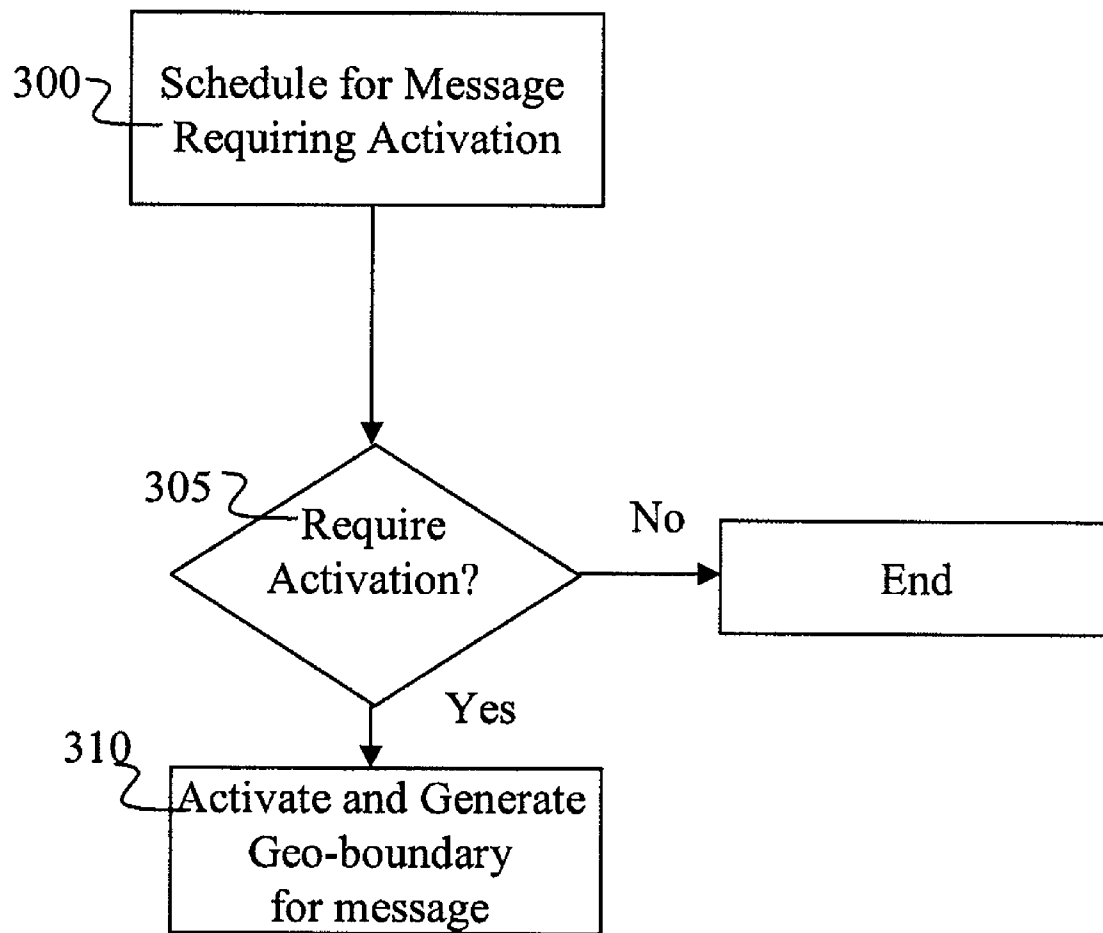 300
Schedule for Message
Requiring Activation
305
Require
Activation?
No
End
Yes
310
Activate and Generate
Geo-boundary
for message